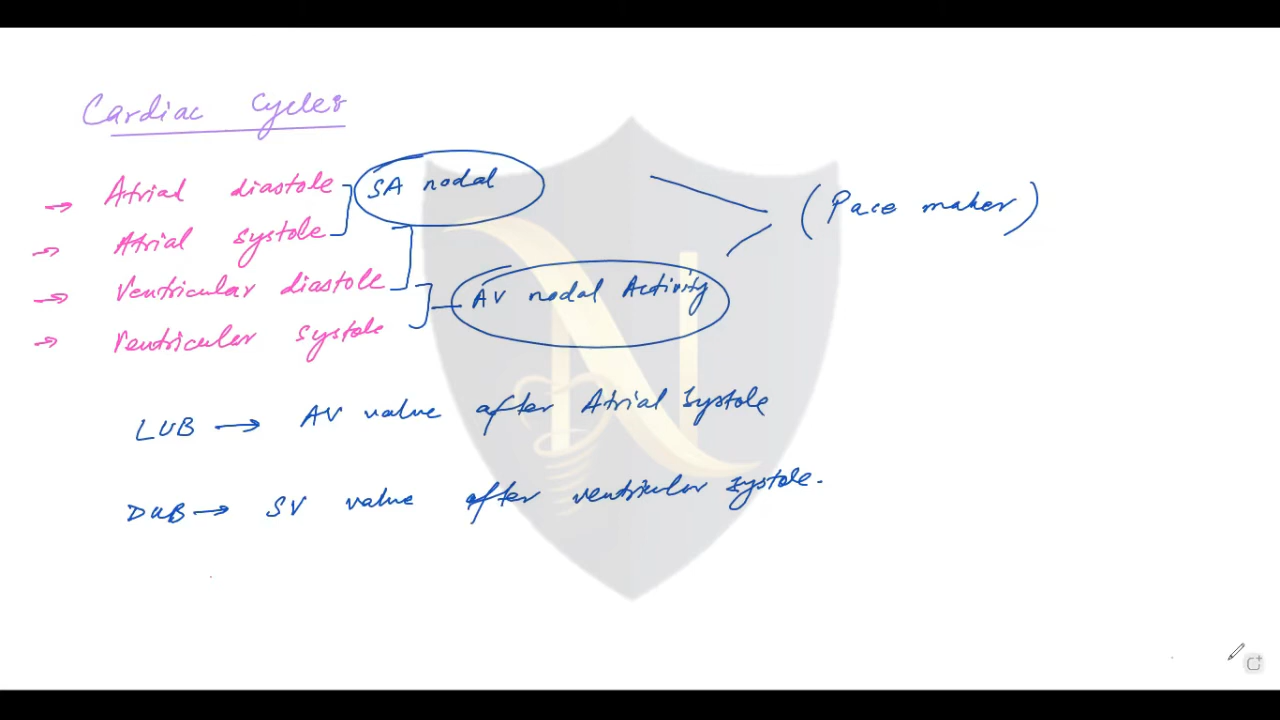 Cardiac Cycles
→ Atrial diastole SA nodal
→ Atrial systole (Pace maker)
→ Ventricular diastole AV nodal Activity
→ Ventricular systole
LUB → AV value after Atrial systole
DUB → SV value after ventricular systole.